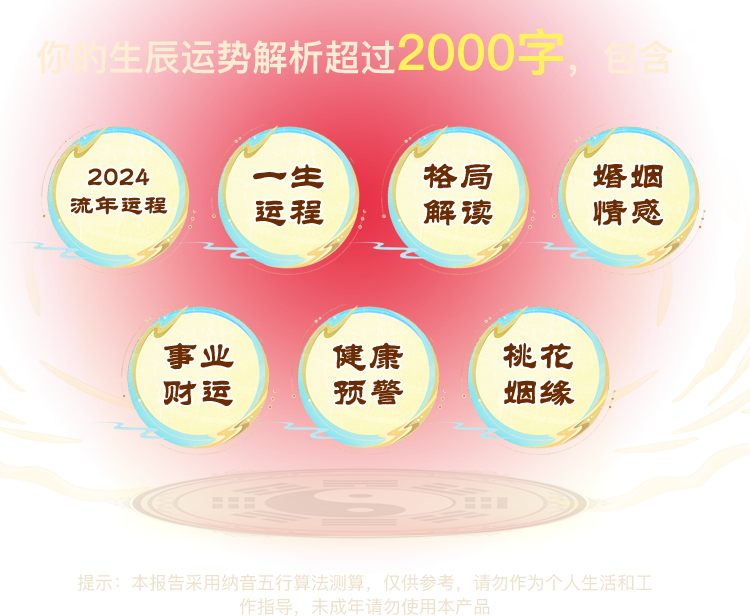 你的生辰运势解析超过2000字，包含
2024
流年运程
一生
运程
格局
解读
婚姻
情感
事业
财运
健康
预警
桃花
姻缘
提示：本报告采用纳音五行算法测算，仅供参考，请勿作为个人生活和工
作指导，未成年请勿使用本产品